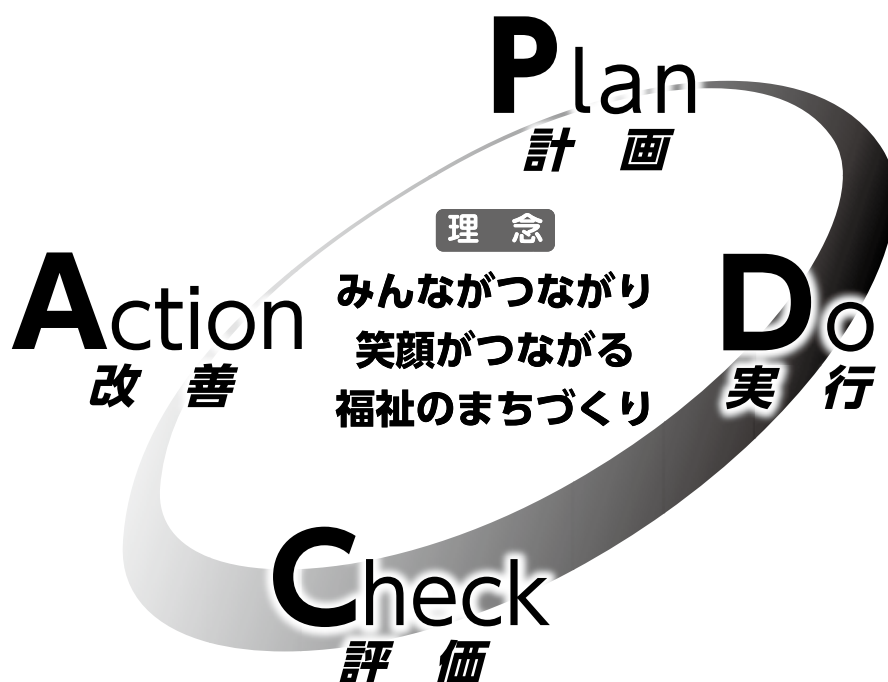 Plan
計　画
理　念
みんながつながり
笑顔がつながる
福祉のまちづくり
Action
改　善
Do
実　行
Check
評　価